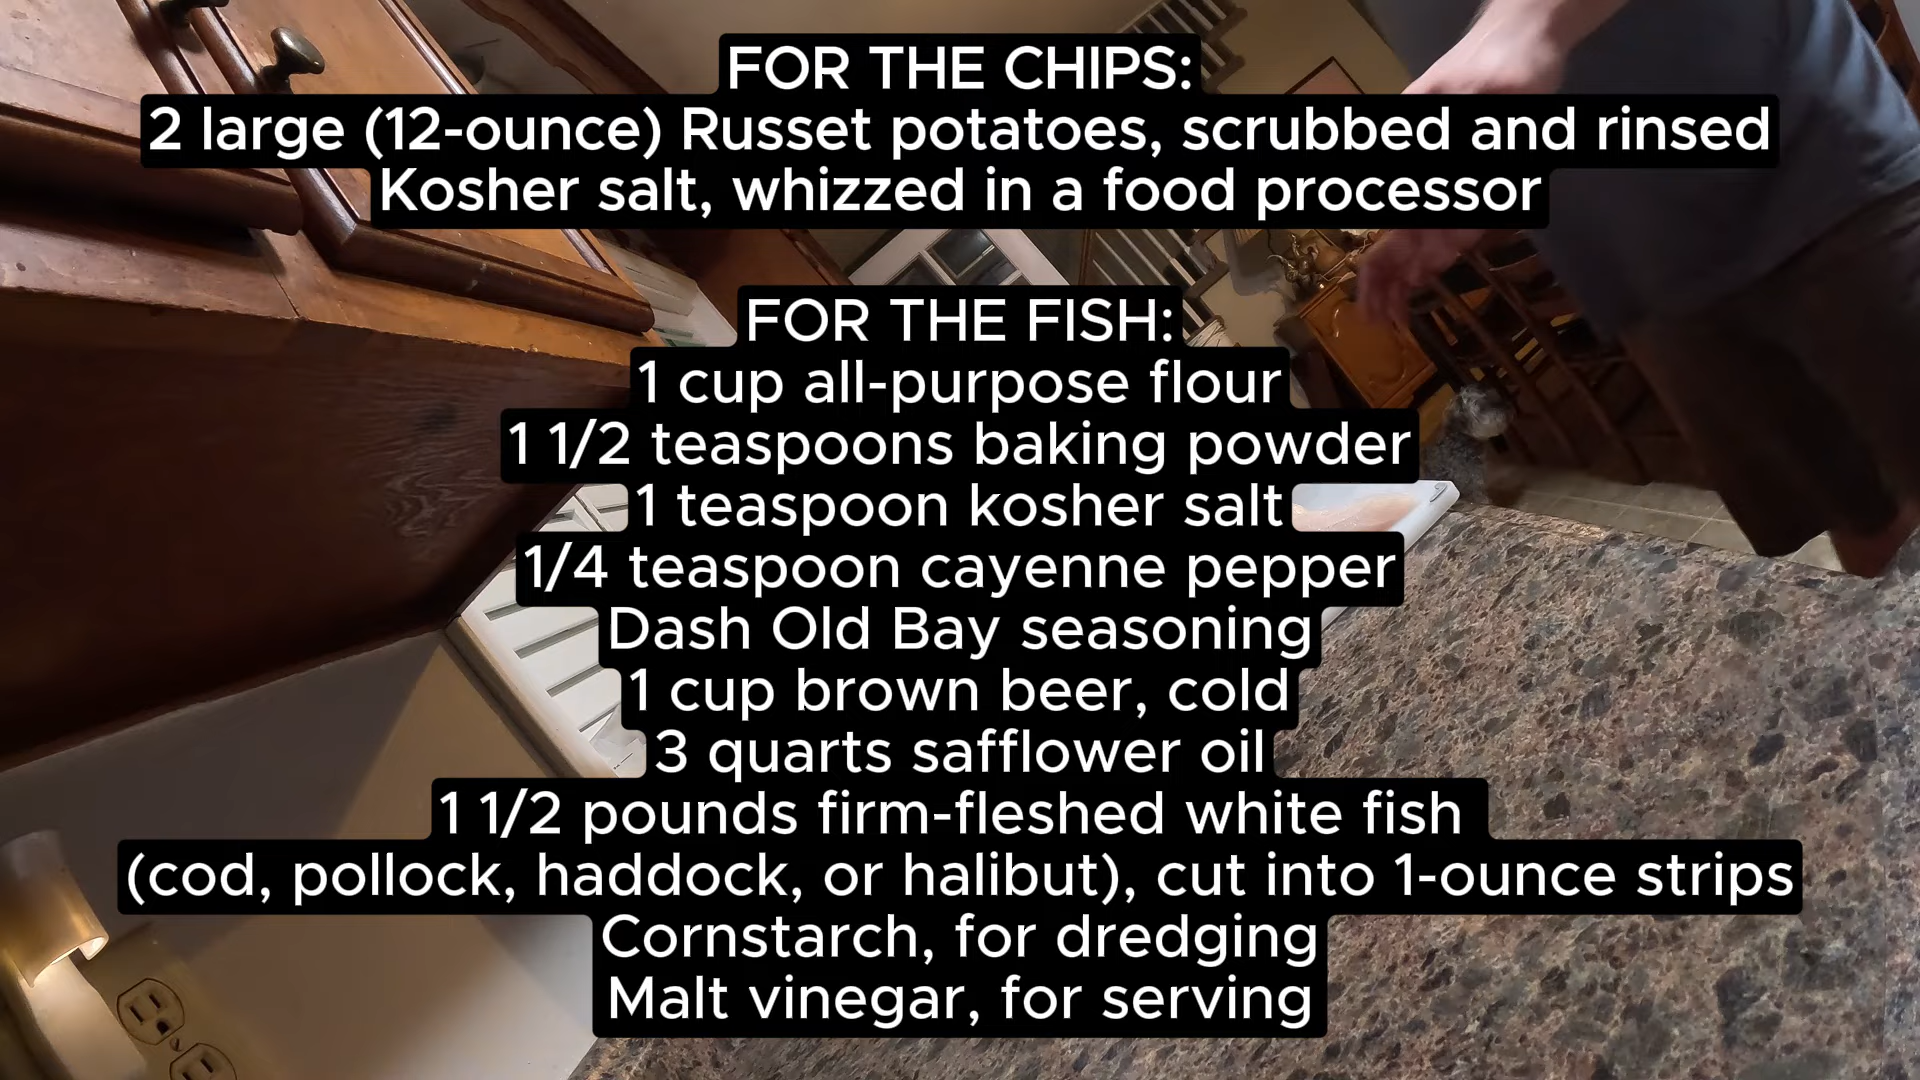 FOR THE CHIPS:
2 large (12-ounce) Russet potatoes, scrubbed and rinsed
Kosher salt, whizzed in a food processor
FOR THE FISH:
1 cup all-purpose flour
1 1/2 teaspoons baking powder
1 teaspoon kosher salt
1/4 teaspoon cayenne pepper
Dash Old Bay seasoning
1 cup brown beer, cold
3 quarts safflower oil
1 1/2 pounds firm-fleshed white fish
(cod, pollock, haddock, or halibut), cut into 1-ounce strips
Cornstarch, for dredging
Malt vinegar, for serving